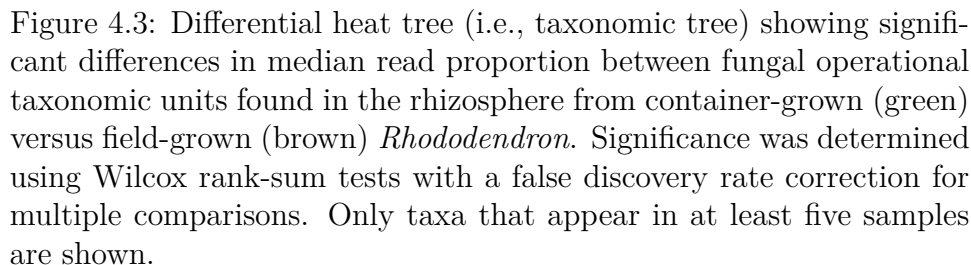 Figure 4.3: Differential heat tree (i.e., taxonomic tree) showing signifi-
cant differences in median read proportion between fungal operational
taxonomic units found in the rhizosphere from container-grown (green)
versus field-grown (brown) Rhododendron. Significance was determined
using Wilcox rank-sum tests with a false discovery rate correction for
multiple comparisons. Only taxa that appear in at least five samples
are shown.